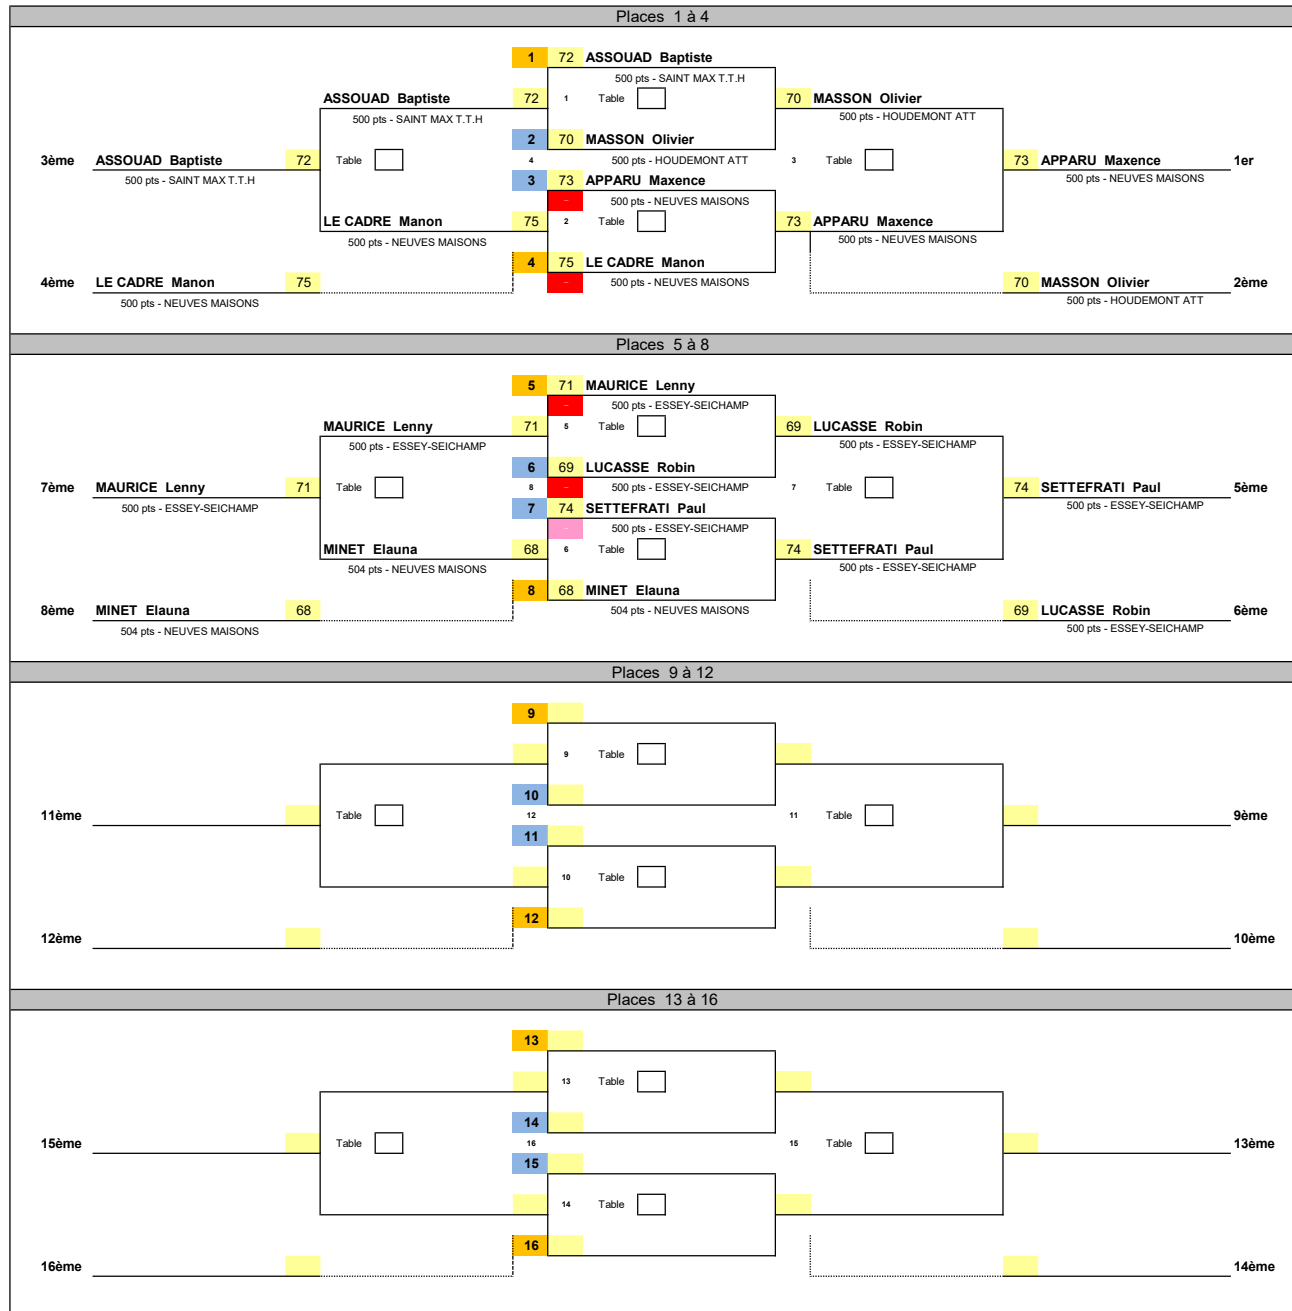 Places 1 à 4
1 72 ASSOUAD Baptiste
500 pts - SAINT MAX T.T.H
ASSOUAD Baptiste 72 1 Table 70 MASSON Olivier
500 pts - SAINT MAX T.T.H 500 pts - HOUDEMONT ATT
2 70 MASSON Olivier
3ème ASSOUAD Baptiste 72 Table 4 500 pts - HOUDEMONT ATT 3 Table 73 APPARU Maxence 1er
500 pts - SAINT MAX T.T.H 3 73 APPARU Maxence 500 pts - NEUVES MAISONS
500 pts - NEUVES MAISONS
LE CADRE Manon 75 2 Table 73 APPARU Maxence
500 pts - NEUVES MAISONS 500 pts - NEUVES MAISONS
4 75 LE CADRE Manon
4ème LE CADRE Manon 75 500 pts - NEUVES MAISONS 70 MASSON Olivier 2ème
500 pts - NEUVES MAISONS 500 pts - HOUDEMONT ATT
Places 5 à 8
5 71 MAURICE Lenny
500 pts - ESSEY-SEICHAMP
MAURICE Lenny 71 5 Table 69 LUCASSE Robin
500 pts - ESSEY-SEICHAMP 500 pts - ESSEY-SEICHAMP
6 69 LUCASSE Robin
7ème MAURICE Lenny 71 Table 8 500 pts - ESSEY-SEICHAMP 7 Table 74 SETTEFRATI Paul 5ème
500 pts - ESSEY-SEICHAMP 7 74 SETTEFRATI Paul 500 pts - ESSEY-SEICHAMP
500 pts - ESSEY-SEICHAMP
MINET Elauna 68 6 Table 74 SETTEFRATI Paul
504 pts - NEUVES MAISONS 500 pts - ESSEY-SEICHAMP
8 68 MINET Elauna
8ème MINET Elauna 68 504 pts - NEUVES MAISONS 69 LUCASSE Robin 6ème
504 pts - NEUVES MAISONS 500 pts - ESSEY-SEICHAMP
Places 9 à 12
9
9 Table
10
11ème Table 12 11 Table 9ème
11
10 Table
12
12ème 10ème
Places 13 à 16
13
13 Table
14
15ème Table 16 15 Table 13ème
15
14 Table
16
16ème 14ème